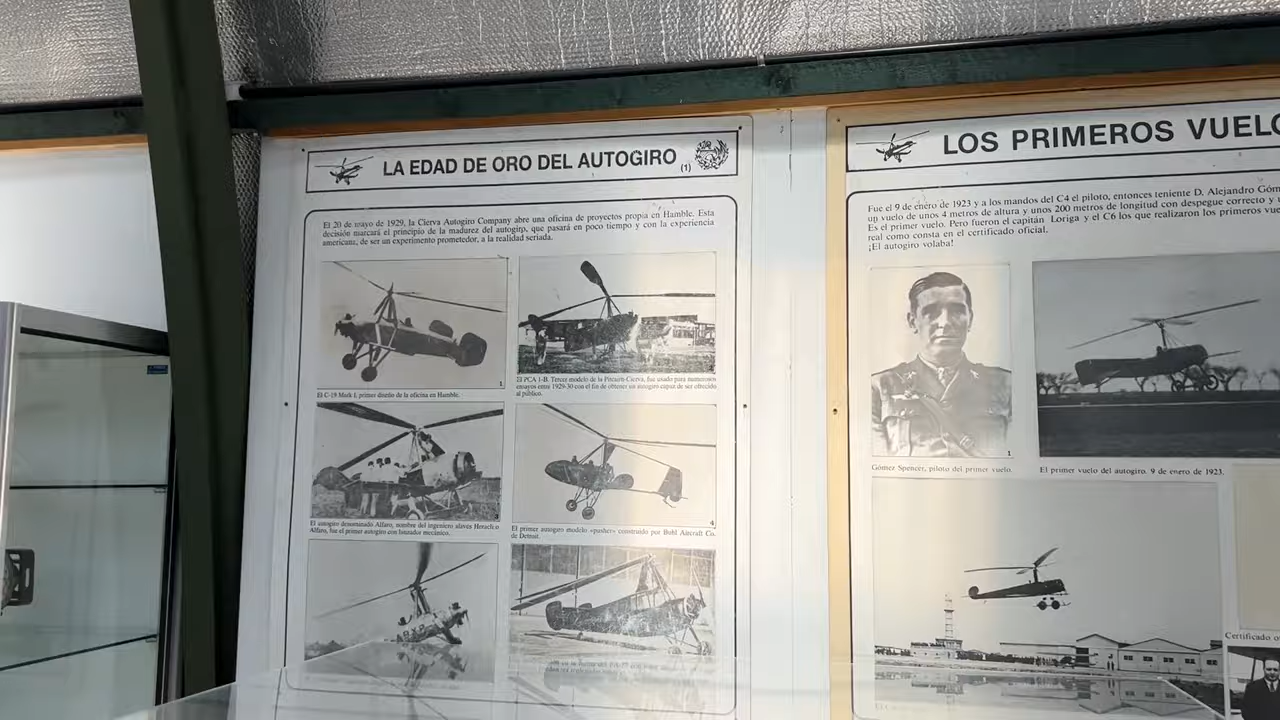 LA EDAD DE ORO DEL AUTOGIRO (1)
El 20 de mayo de 1929, la Cierva Autogiro Company abre una oficina de proyectos propia en Hamble. Esta
decisión marcará el principio de la madurez del autogiro, que pasará en poco tiempo y con la experiencia
americana, de ser un experimento prometedor, a la realidad seriada.
1
El C-19 Mark I, primer diseño de la oficina en Hamble.
El PCA 1-B. Tercer modelo de la Pitcairn-Cierva, fue usado para numerosos
ensayos entre 1929-30 con el fin de obtener un autogiro capaz de ser ofrecido
al público.
3
El autogiro denominado Alfaro, nombre del ingeniero alavés Heraclio
Alfaro, fue el primer autogiro con lanzador mecánico.
4
El primer autogiro modelo «pusher» construido por Buhl Aircraft Co.
de Detroit.
LOS PRIMEROS VUELO
Fue el 9 de enero de 1923 y a los mandos del C4 el piloto, entonces teniente D. Alejandro Góm
un vuelo de unos 4 metros de altura y unos 200 metros de longitud con despegue correcto y
Es el primer vuelo. Pero fueron el capitán Loriga y el C6 los que realizaron los primeros vue
real como consta en el certificado oficial.
¡El autogiro volaba!
1
Gómez Spencer, piloto del primer vuelo.
El primer vuelo del autogiro. 9 de enero de 1923.
Certificado o